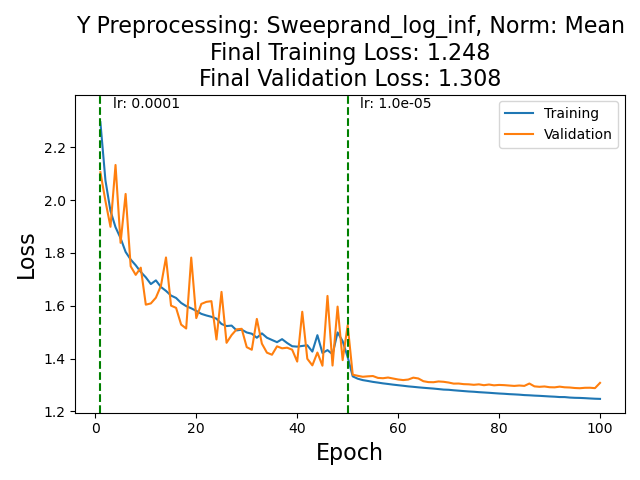 Y Preprocessing: Sweeprand_log_inf, Norm: Mean
Final Training Loss: 1.248
Final Validation Loss: 1.308
lr: 0.0001
lr: 1.0e-05
Training
Validation
2.2
2.0
1.8
1.6
1.4
1.2
Loss
0
20
40
60
80
100
Epoch